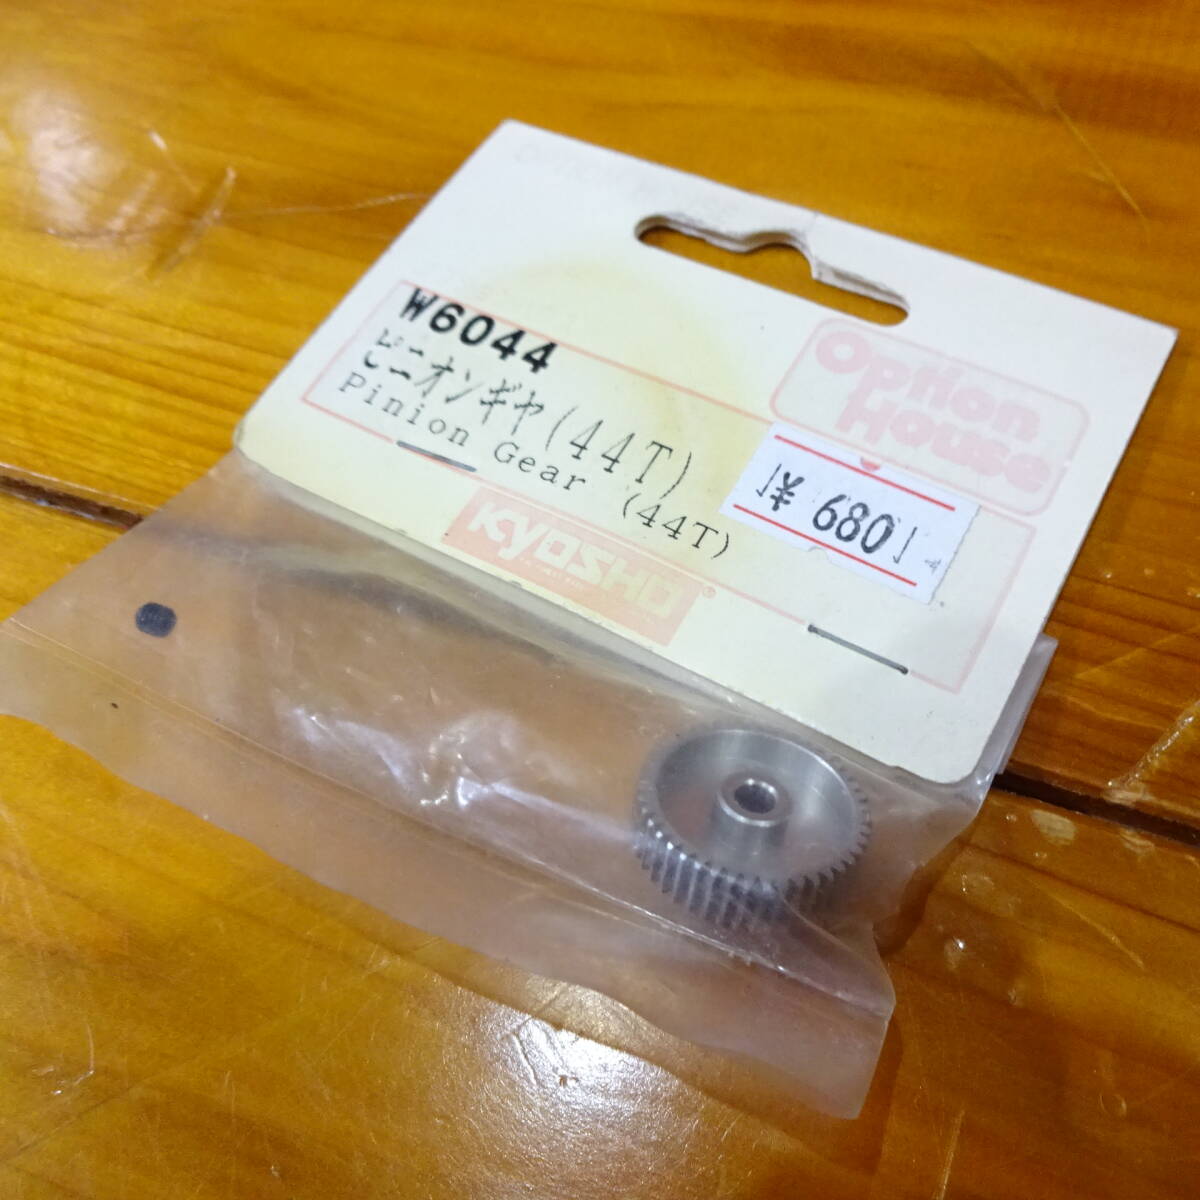 W6044
ピニオンギヤ(44T)
Pinion Gear (44T)
Option
House
¥ 680
KYOSHO